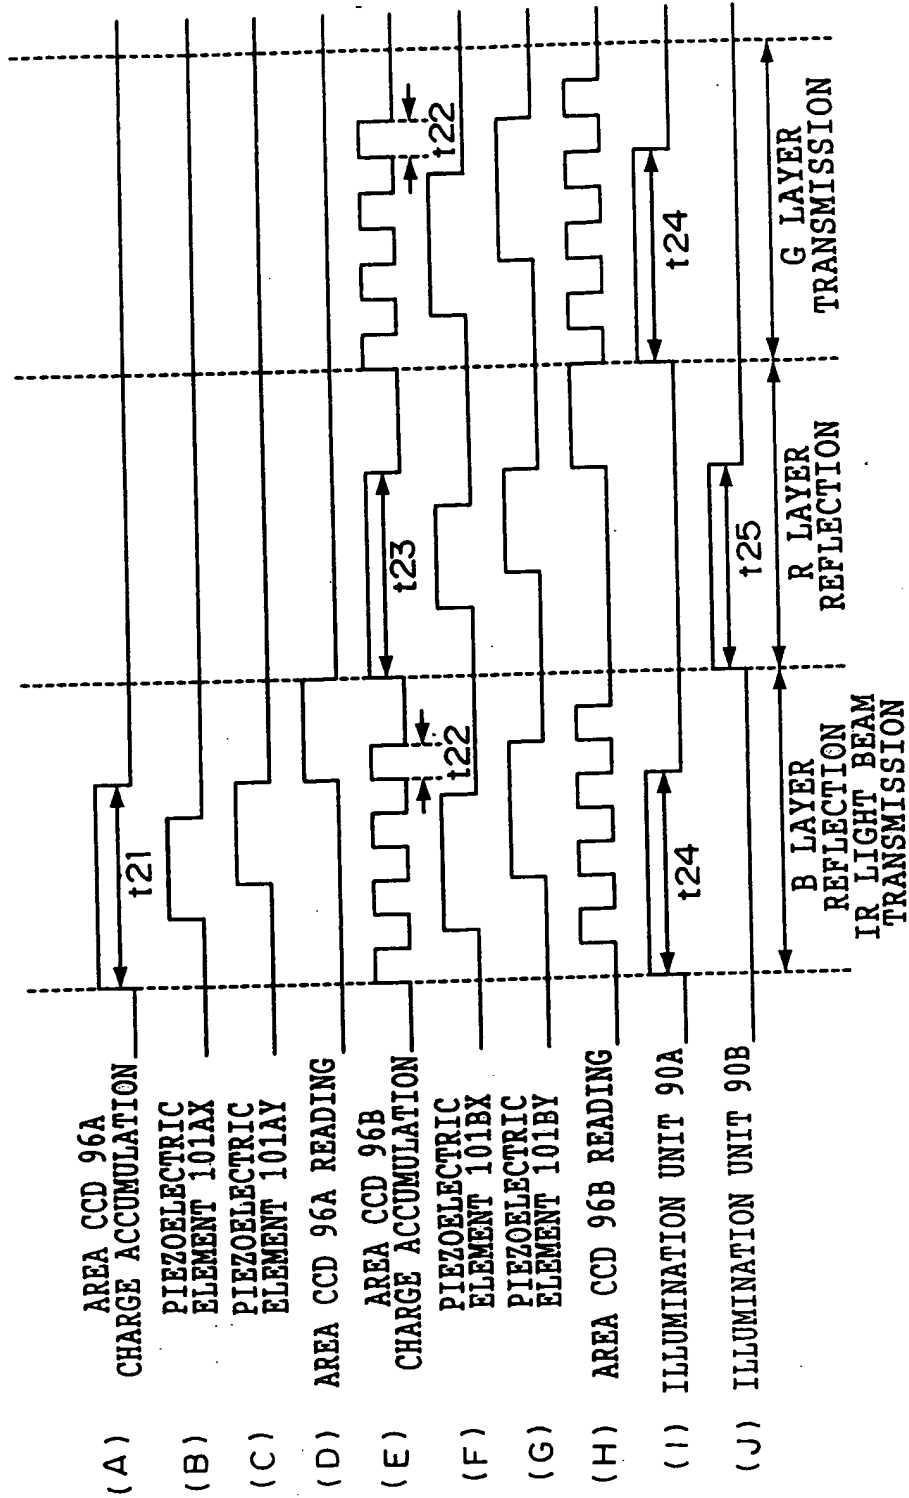 (A) AREA CCD 96A
CHARGE ACCUMULATION
(B) PIEZOELECTRIC
ELEMENT 101AX
(C) PIEZOELECTRIC
ELEMENT 101AY
(D) AREA CCD 96A READING
(E) AREA CCD 96B
CHARGE ACCUMULATION
(F) PIEZOELECTRIC
ELEMENT 101BX
(G) PIEZOELECTRIC
ELEMENT 101BY
(H) AREA CCD 96B READING
(I) ILLUMINATION UNIT 90A
(J) ILLUMINATION UNIT 90B
t21
t22
t23
t22
t24
t24
t25
B LAYER
REFLECTION
IR LIGHT BEAM
TRANSMISSION
R LAYER
REFLECTION
G LAYER
TRANSMISSION